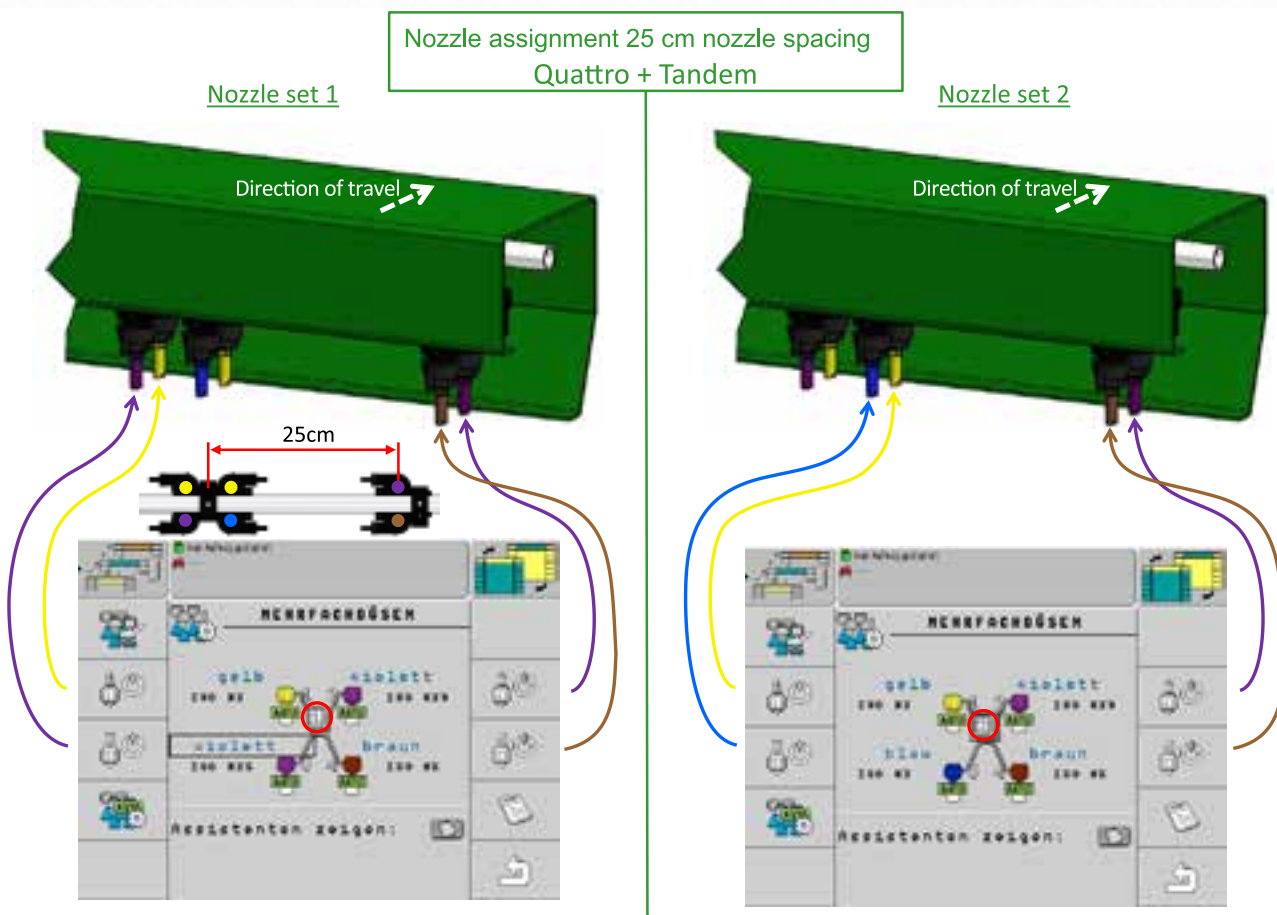 Nozzle assignment 25 cm nozzle spacing
Quattro + Tandem
Nozzle set 1
Direction of travel
25cm
MEHRFACHDÜSEN
gelb
violett
violett
braun
Assistenten zeigen:
Nozzle set 2
Direction of travel
MEHRFACHDÜSEN
gelb
violett
blau
braun
Assistenten zeigen: